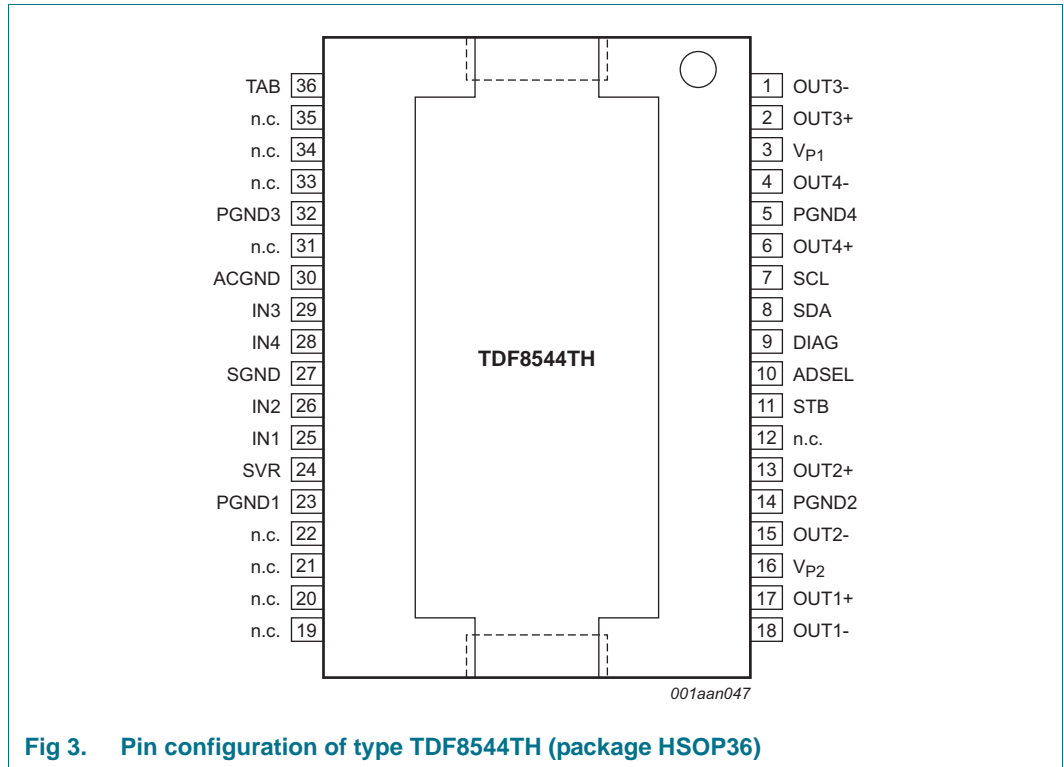 TAB 36
n.c. 35
n.c. 34
n.c. 33
PGND3 32
n.c. 31
ACGND 30
IN3 29
IN4 28
SGND 27
IN2 26
IN1 25
SVR 24
PGND1 23
n.c. 22
n.c. 21
n.c. 20
n.c. 19
TDF8544TH
1 OUT3-
2 OUT3+
3 VP1
4 OUT4-
5 PGND4
6 OUT4+
7 SCL
8 SDA
9 DIAG
10 ADSEL
11 STB
12 n.c.
13 OUT2+
14 PGND2
15 OUT2-
16 VP2
17 OUT1+
18 OUT1-
001aan047
Fig 3. Pin configuration of type TDF8544TH (package HSOP36)